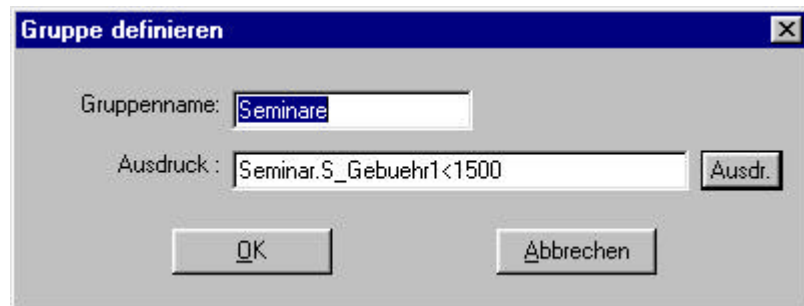 Gruppe definieren
Gruppenname: Seminare
Ausdruck : Seminar.S_Gebuehr1<1500 Ausdr.
OK Abbrechen